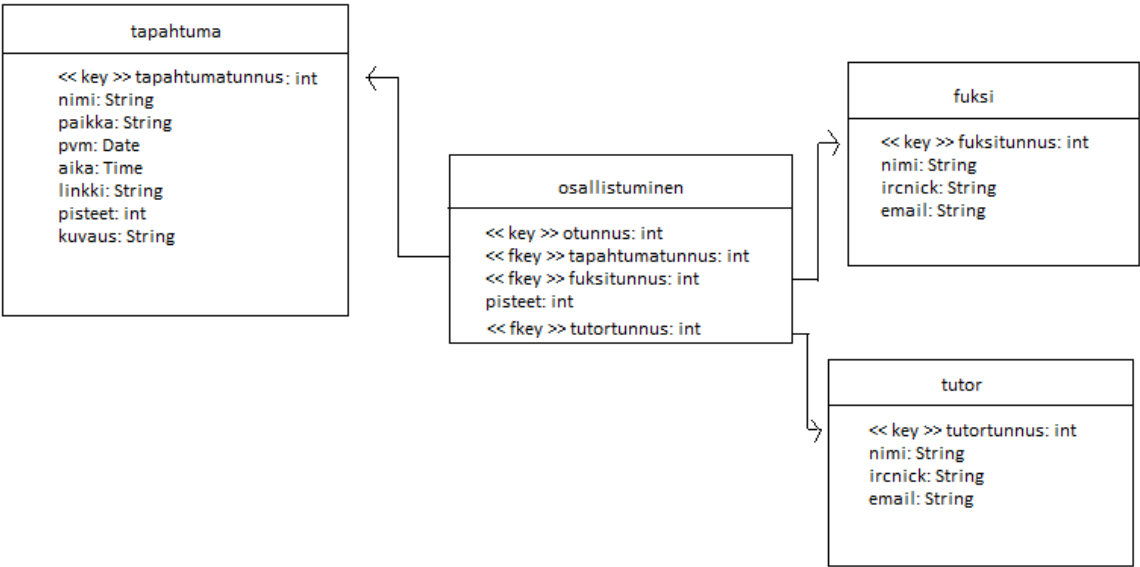 tapahtuma
<< key >> tapahtumatunnus: int
nimi: String
paikka: String
pvm: Date
aika: Time
linkki: String
pisteet: int
kuvaus: String
osallistuminen
<< key >> otunnus: int
<< fkey >> tapahtumatunnus: int
<< fkey >> fuksitunnus: int
pisteet: int
<< fkey >> tutortunnus: int
fuksi
<< key >> fuksitunnus: int
nimi: String
ircnick: String
email: String
tutor
<< key >> tutortunnus: int
nimi: String
ircnick: String
email: String